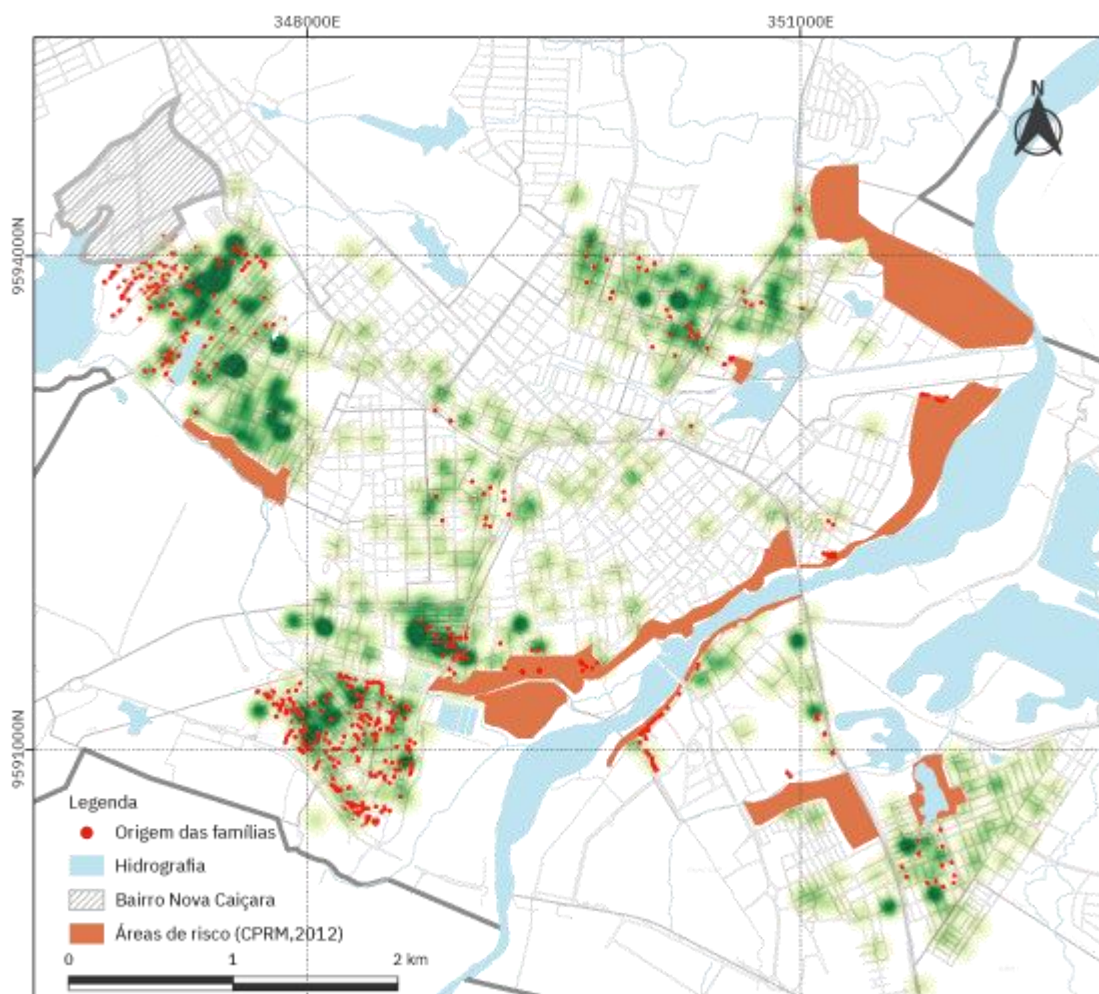 348000E
351000E
N
9594000N
9591000N
Legenda
Origem das famílias
Hidrografia
Bairro Nova Caiçara
Áreas de risco (CPRM,2012)
0 1 2 km